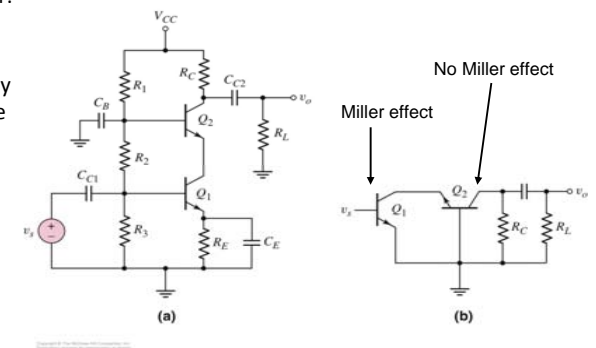 r.
y
e
V_CC
R_C
C_C2
R_1
v_o
C_B
Q_2
R_L
R_2
C_C1
Q_1
v_s
+
−
R_3
R_E
C_E
(a)
No Miller effect
Miller effect
Q_2
v_o
v_s
Q_1
R_C
R_L
(b)